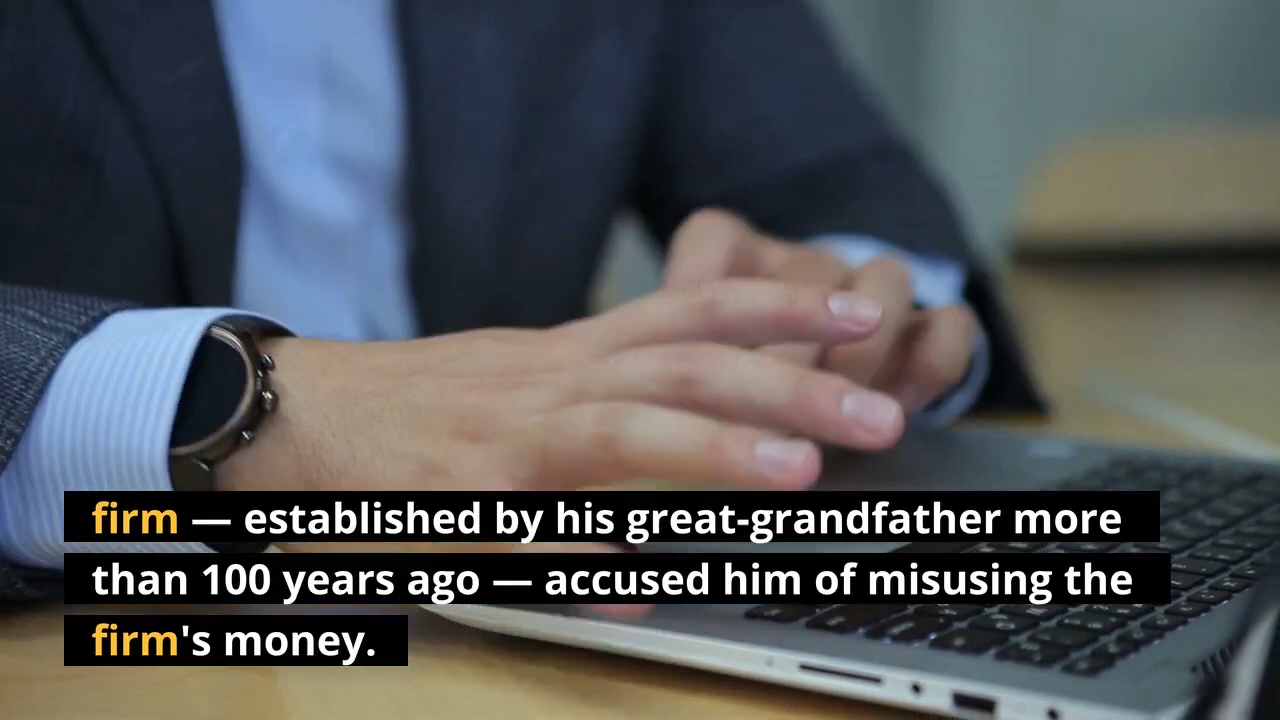 firm — established by his great-grandfather more
than 100 years ago — accused him of misusing the
firm's money.